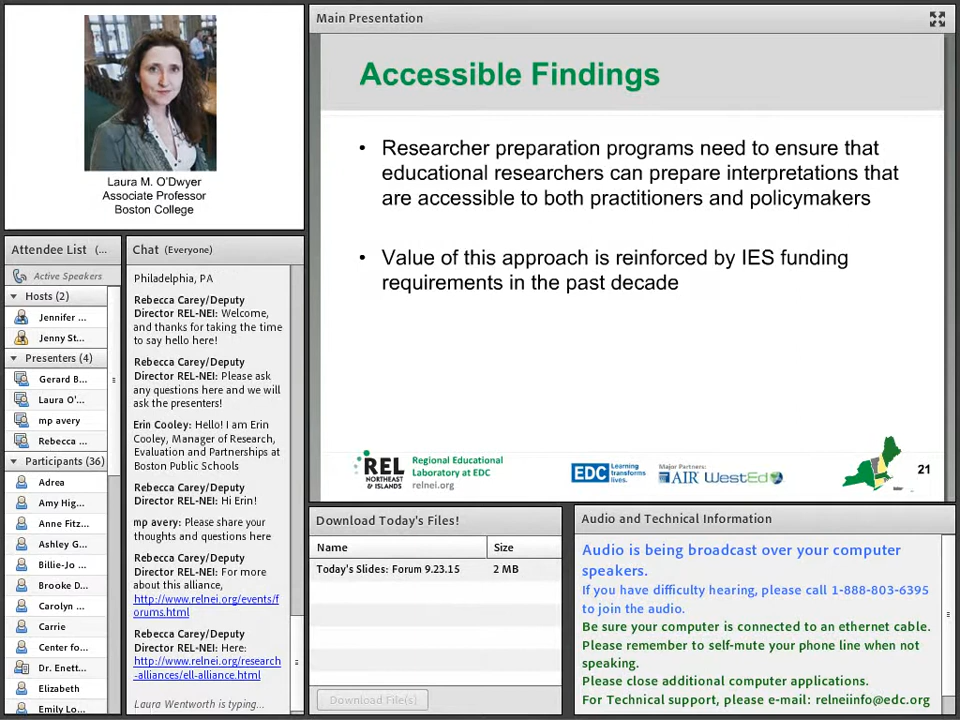 Laura M. O'Dwyer
Associate Professor
Boston College
Attendee List (...
Active Speakers
Hosts (2)
Jennifer ...
Jenny St...
Presenters (4)
Gerard B...
Laura O'...
mp avery
Rebecca ...
Participants (36)
Adrea
Amy Hig...
Anne Fitz...
Ashley G...
Billie-Jo ...
Brooke D...
Carolyn ...
Carrie
Center fo...
Dr. Enett...
Elizabeth
Emily Lo...
Chat (Everyone)
Philadelphia, PA
Rebecca Carey/Deputy
Director REL-NEI: Welcome,
and thanks for taking the time
to say hello here!
Rebecca Carey/Deputy
Director REL-NEI: Please ask
any questions here and we will
ask the presenters!
Erin Cooley: Hello! I am Erin
Cooley, Manager of Research,
Evaluation and Partnerships at
Boston Public Schools
Rebecca Carey/Deputy
Director REL-NEI: Hi Erin!
mp avery: Please share your
thoughts and questions here
Rebecca Carey/Deputy
Director REL-NEI: For more
about this alliance,
http://www.relnei.org/events/f
orums.html
Rebecca Carey/Deputy
Director REL-NEI: Here:
http://www.relnei.org/research
-alliances/ell-alliance.html
Laura Wentworth is typing...
Main Presentation
Accessible Findings
• Researcher preparation programs need to ensure that
educational researchers can prepare interpretations that
are accessible to both practitioners and policymakers
• Value of this approach is reinforced by IES funding
requirements in the past decade
REL
NORTHEAST
& ISLANDS
Regional Educational
Laboratory at EDC
relnei.org
EDC
Learning
transforms
lives.
Major Partners:
AIR WestEd
21
Download Today's Files!
Name Size
Today's Slides: Forum 9.23.15 2 MB
Download File(s)
Audio and Technical Information
Audio is being broadcast over your computer
speakers.
If you have difficulty hearing, please call 1-888-803-6395
to join the audio.
Be sure your computer is connected to an ethernet cable.
Please remember to self-mute your phone line when not
speaking.
Please close additional computer applications.
For Technical support, please e-mail: relneiinfo@edc.org